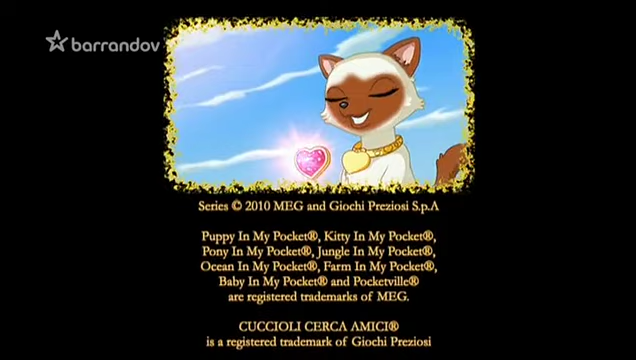 barrandov
Series © 2010 MEG and Giochi Preziosi S.p.A
Puppy In My Pocket®, Kitty In My Pocket®,
Pony In My Pocket®, Jungle In My Pocket®,
Ocean In My Pocket®, Farm In My Pocket®,
Baby In My Pocket® and Pocketville®
are registered trademarks of MEG.
CUCCIOLI CERCA AMICI®
is a registered trademark of Giochi Preziosi